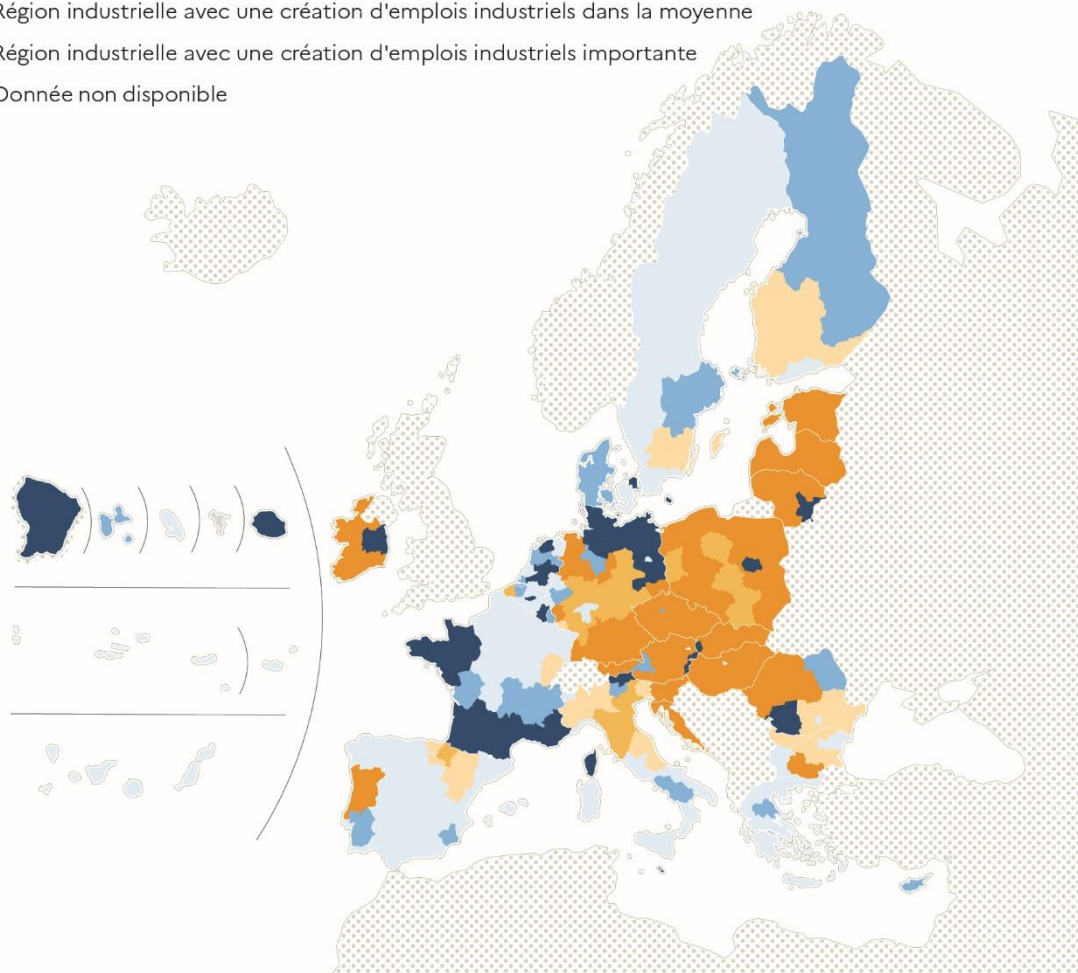 Région industrielle avec une création d'emplois industriels dans la moyenne
Région industrielle avec une création d'emplois industriels importante
Donnée non disponible